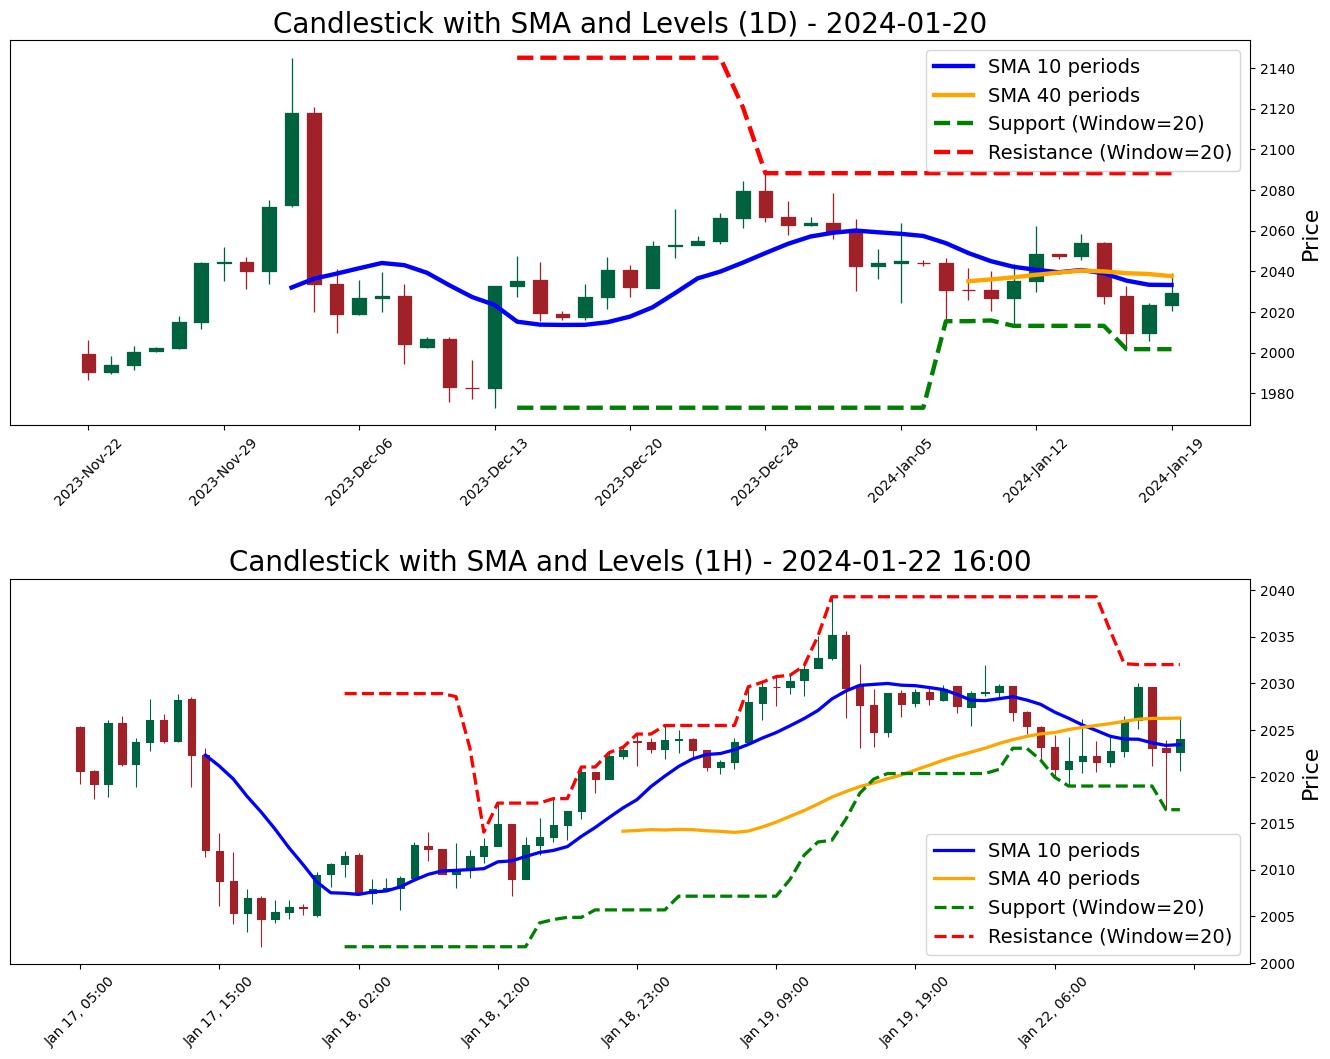 Candlestick with SMA and Levels (1D) - 2024-01-20
SMA 10 periods
SMA 40 periods
Support (Window=20)
Resistance (Window=20)
2140
2120
2100
2080
2060
2040
2020
2000
1980
Price
2023-Nov-22
2023-Nov-29
2023-Dec-06
2023-Dec-13
2023-Dec-20
2023-Dec-28
2024-Jan-05
2024-Jan-12
2024-Jan-19
Candlestick with SMA and Levels (1H) - 2024-01-22 16:00
2040
2035
2030
2025
2020
2015
2010
2005
2000
Price
SMA 10 periods
SMA 40 periods
Support (Window=20)
Resistance (Window=20)
Jan 17, 05:00
Jan 17, 15:00
Jan 18, 02:00
Jan 18, 12:00
Jan 18, 23:00
Jan 19, 09:00
Jan 19, 19:00
Jan 22, 06:00